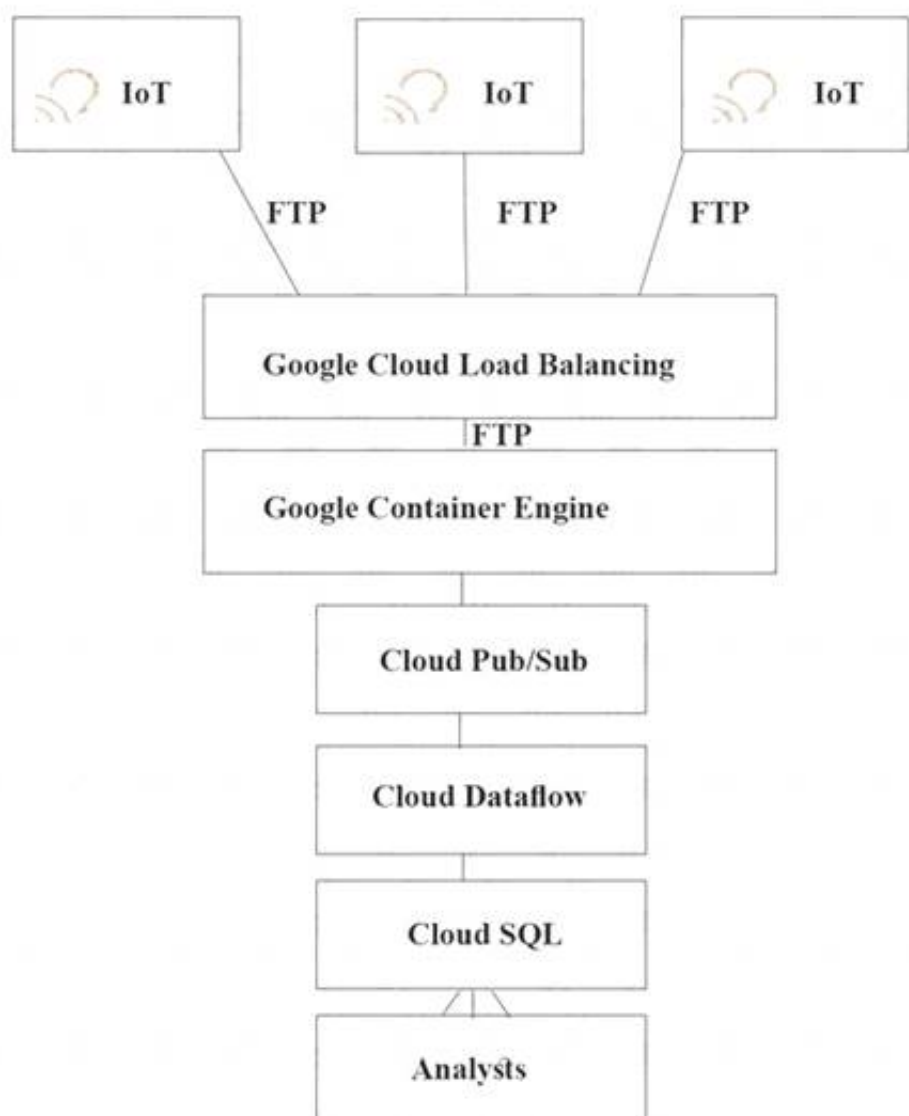 IoT
IoT
IoT
FTP
FTP
FTP
Google Cloud Load Balancing
FTP
Google Container Engine
Cloud Pub/Sub
Cloud Dataflow
Cloud SQL
Analysts